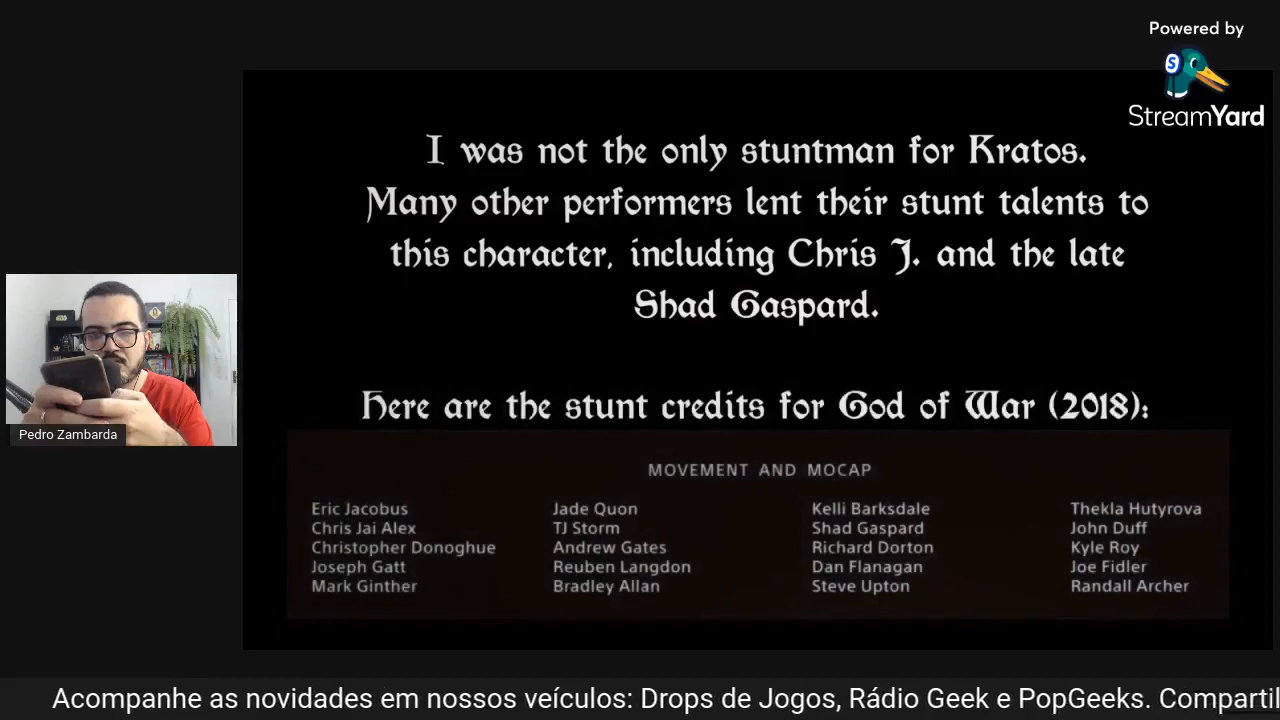 Powered by
S
StreamYard
I was not the only stuntman for Kratos.
Many other performers lent their stunt talents to
this character, including Chris J. and the late
Shad Gaspard.
Here are the stunt credits for God of War (2018):
MOVEMENT AND MOCAP
Eric Jacobus Jade Quon Kelli Barksdale Thekla Hutyrova
Chris Jai Alex TJ Storm Shad Gaspard John Duff
Christopher Donoghue Andrew Gates Richard Dorton Kyle Roy
Joseph Gatt Reuben Langdon Dan Flanagan Joe Fidler
Mark Ginther Bradley Allan Steve Upton Randall Archer
Pedro Zambarda
Acompanhe as novidades em nossos veículos: Drops de Jogos, Rádio Geek e PopGeeks. Compartil